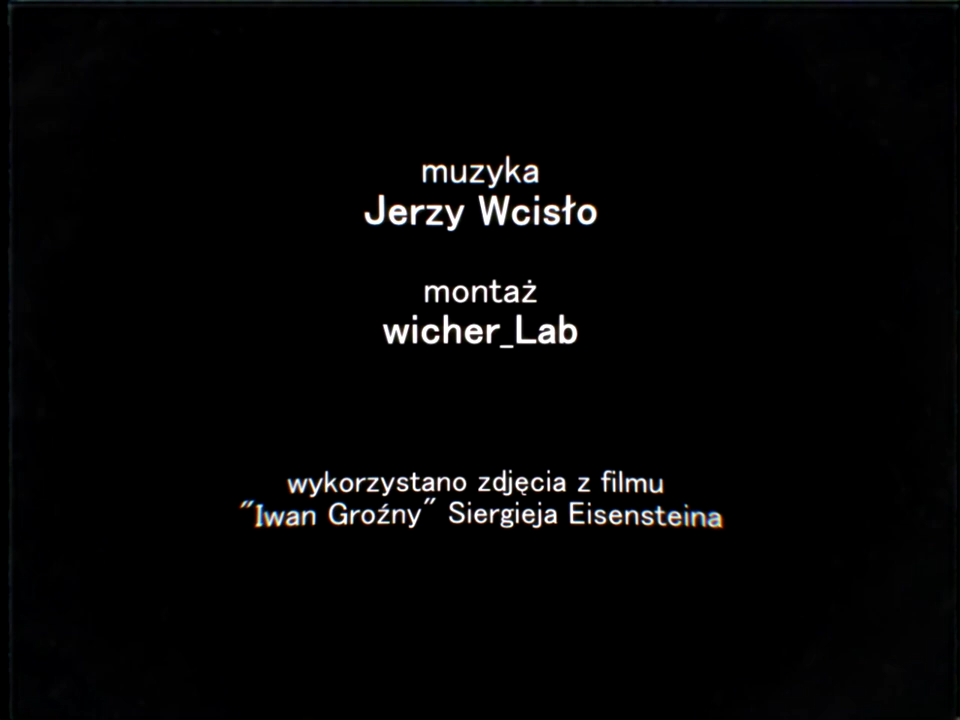 muzyka
Jerzy Wcisło
montaż
wicher_Lab
wykorzystano zdjęcia z filmu
"Iwan Groźny" Siergieja Eisensteina